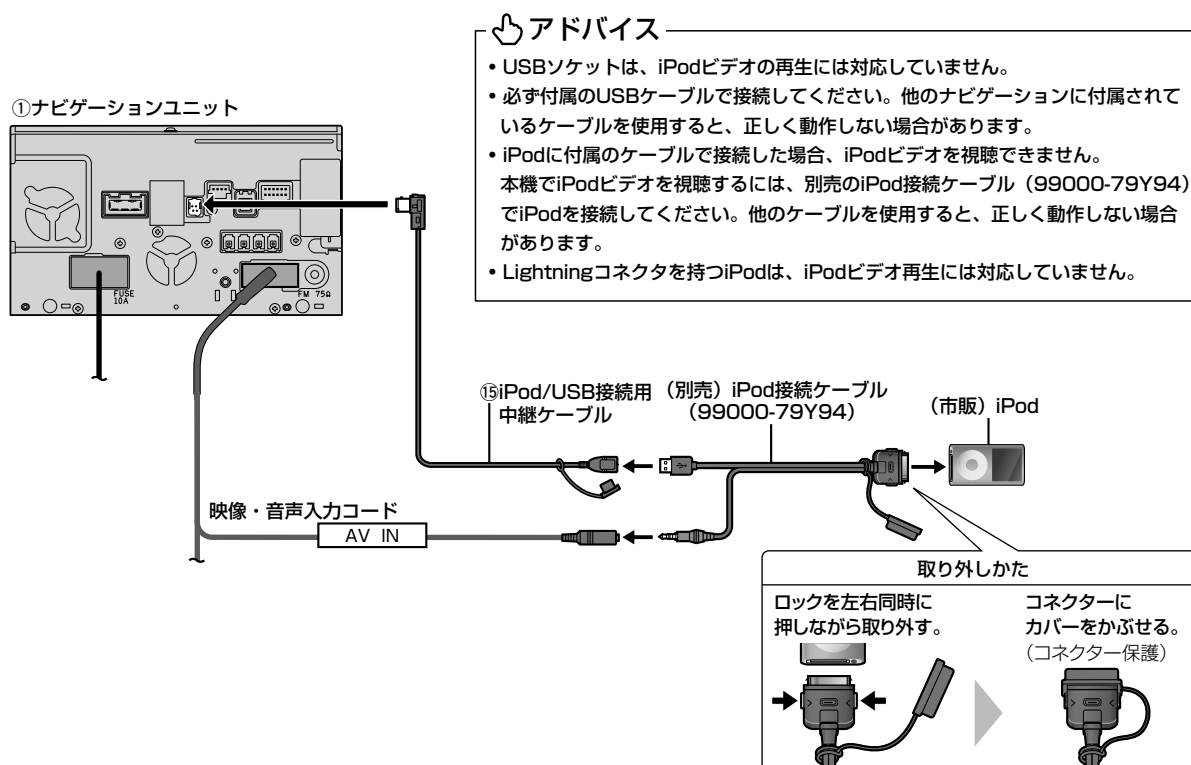 アドバイス
• USBソケットは、iPodビデオの再生には対応していません。
• 必ず付属のUSBケーブルで接続してください。他のナビゲーションに付属されて
いるケーブルを使用すると、正しく動作しない場合があります。
• iPodに付属のケーブルで接続した場合、iPodビデオを視聴できません。
本機でiPodビデオを視聴するには、別売のiPod接続ケーブル（99000-79Y94）
でiPodを接続してください。他のケーブルを使用すると、正しく動作しない場合
があります。
• Lightningコネクタを持つiPodは、iPodビデオ再生には対応していません。
①ナビゲーションユニット
FUSE
10A
FM 75Ω
⑮iPod/USB接続用
中継ケーブル
（別売）iPod接続ケーブル
（99000-79Y94）
（市販）iPod
映像・音声入力コード
AV IN
取り外しかた
ロックを左右同時に
押しながら取り外す。
コネクターに
カバーをかぶせる。
（コネクター保護）